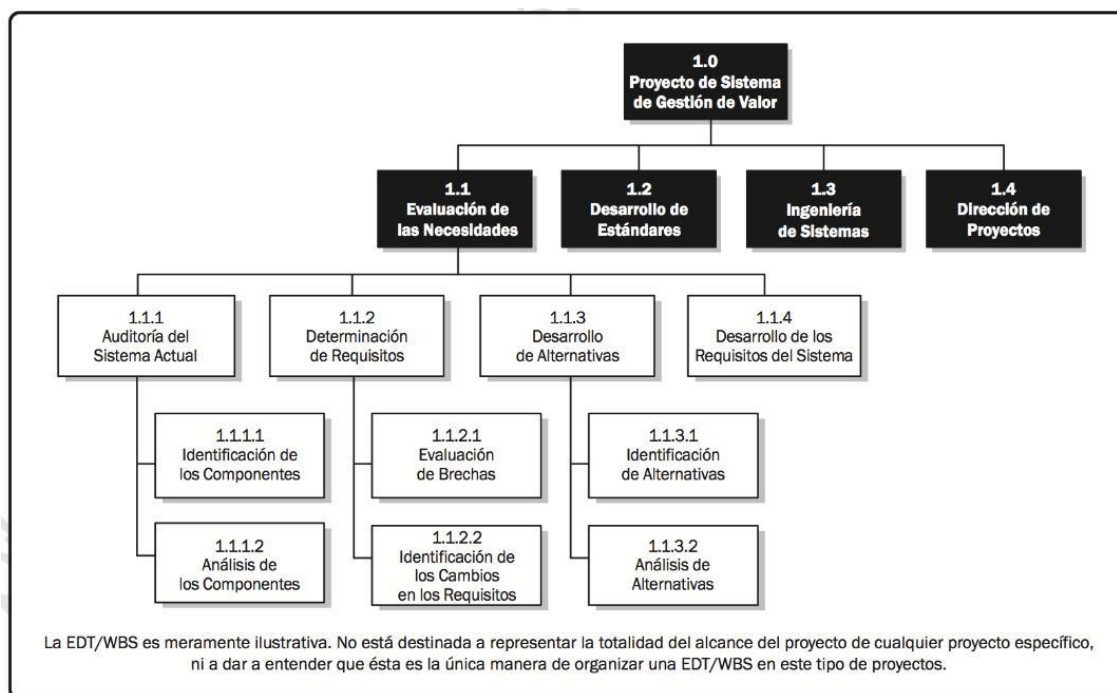 1.0
Proyecto de Sistema
de Gestión de Valor
1.1
Evaluación de
las Necesidades
1.2
Desarrollo de
Estándares
1.3
Ingeniería
de Sistemas
1.4
Dirección de
Proyectos
1.1.1
Auditoría del
Sistema Actual
1.1.2
Determinación
de Requisitos
1.1.3
Desarrollo
de Alternativas
1.1.4
Desarrollo de los
Requisitos del Sistema
1.1.1.1
Identificación de
los Componentes
1.1.2.1
Evaluación
de Brechas
1.1.3.1
Identificación
de Alternativas
1.1.1.2
Análisis de
los Componentes
1.1.2.2
Identificación de
los Cambios
en los Requisitos
1.1.3.2
Análisis de
Alternativas
La EDT/WBS es meramente ilustrativa. No está destinada a representar la totalidad del alcance del proyecto de cualquier proyecto específico,
ni a dar a entender que ésta es la única manera de organizar una EDT/WBS en este tipo de proyectos.